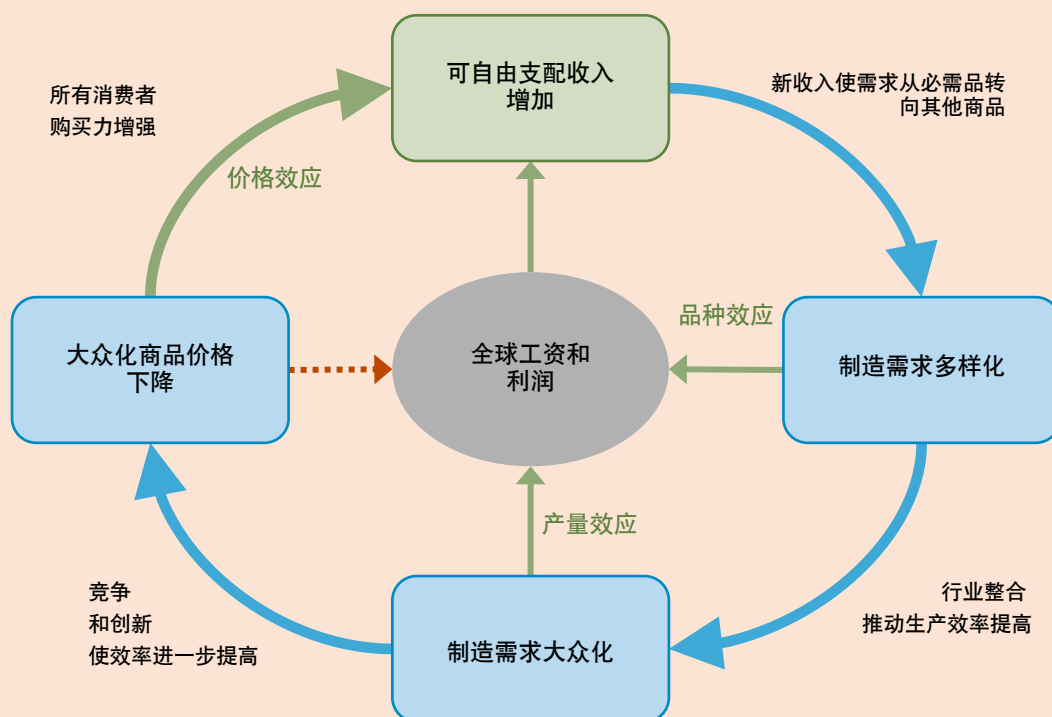 可自由支配收入
增加
所有消费者
购买力增强
新收入使需求从必需品转
向其他商品
价格效应
品种效应
大众化商品价格
下降
全球工资和
利润
制造需求多样化
产量效应
竞争
和创新
使效率进一步提高
行业整合
推动生产效率提高
制造需求大众化